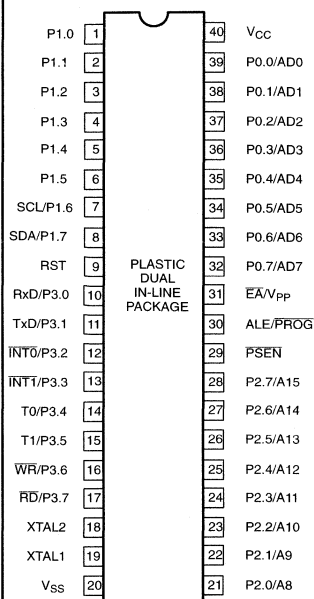 P1.0 1 40 VCC
P1.1 2 39 P0.0/AD0
P1.2 3 38 P0.1/AD1
P1.3 4 37 P0.2/AD2
P1.4 5 36 P0.3/AD3
P1.5 6 35 P0.4/AD4
SCL/P1.6 7 34 P0.5/AD5
SDA/P1.7 8 33 P0.6/AD6
RST 9 PLASTIC DUAL IN-LINE PACKAGE 32 P0.7/AD7
RxD/P3.0 10 31 E̅A̅/VPP
TxD/P3.1 11 30 ALE/P̅R̅O̅G̅
I̅N̅T̅0̅/P3.2 12 29 P̅S̅E̅N̅
I̅N̅T̅1̅/P3.3 13 28 P2.7/A15
T0/P3.4 14 27 P2.6/A14
T1/P3.5 15 26 P2.5/A13
W̅R̅/P3.6 16 25 P2.4/A12
R̅D̅/P3.7 17 24 P2.3/A11
XTAL2 18 23 P2.2/A10
XTAL1 19 22 P2.1/A9
VSS 20 21 P2.0/A8